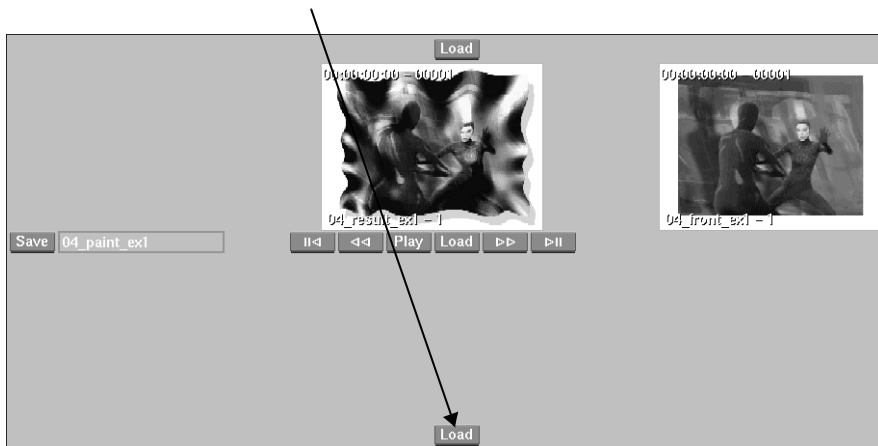 Load
00:00:00:00 - 00001
00:00:00:00 - 00001
04_result_ex1 - 1
04_front_ex1 - 1
Save 04_paint_ex1 Play Load
Load